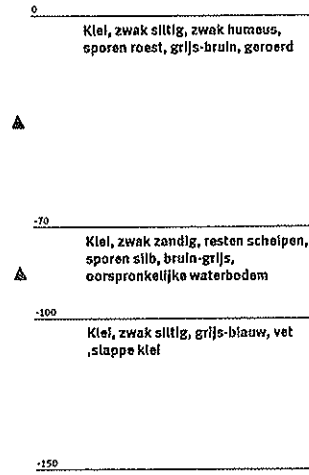 0
Klei, zwak siltig, zwak humeus,
sporen roest, grijs-bruin, geroerd
-70
Klei, zwak zandig, resten schelpen,
sporen slib, bruin-grijs,
oorspronkelijke waterbodem
-100
Klei, zwak siltig, grijs-blauw, vet
,slappe klei
-150